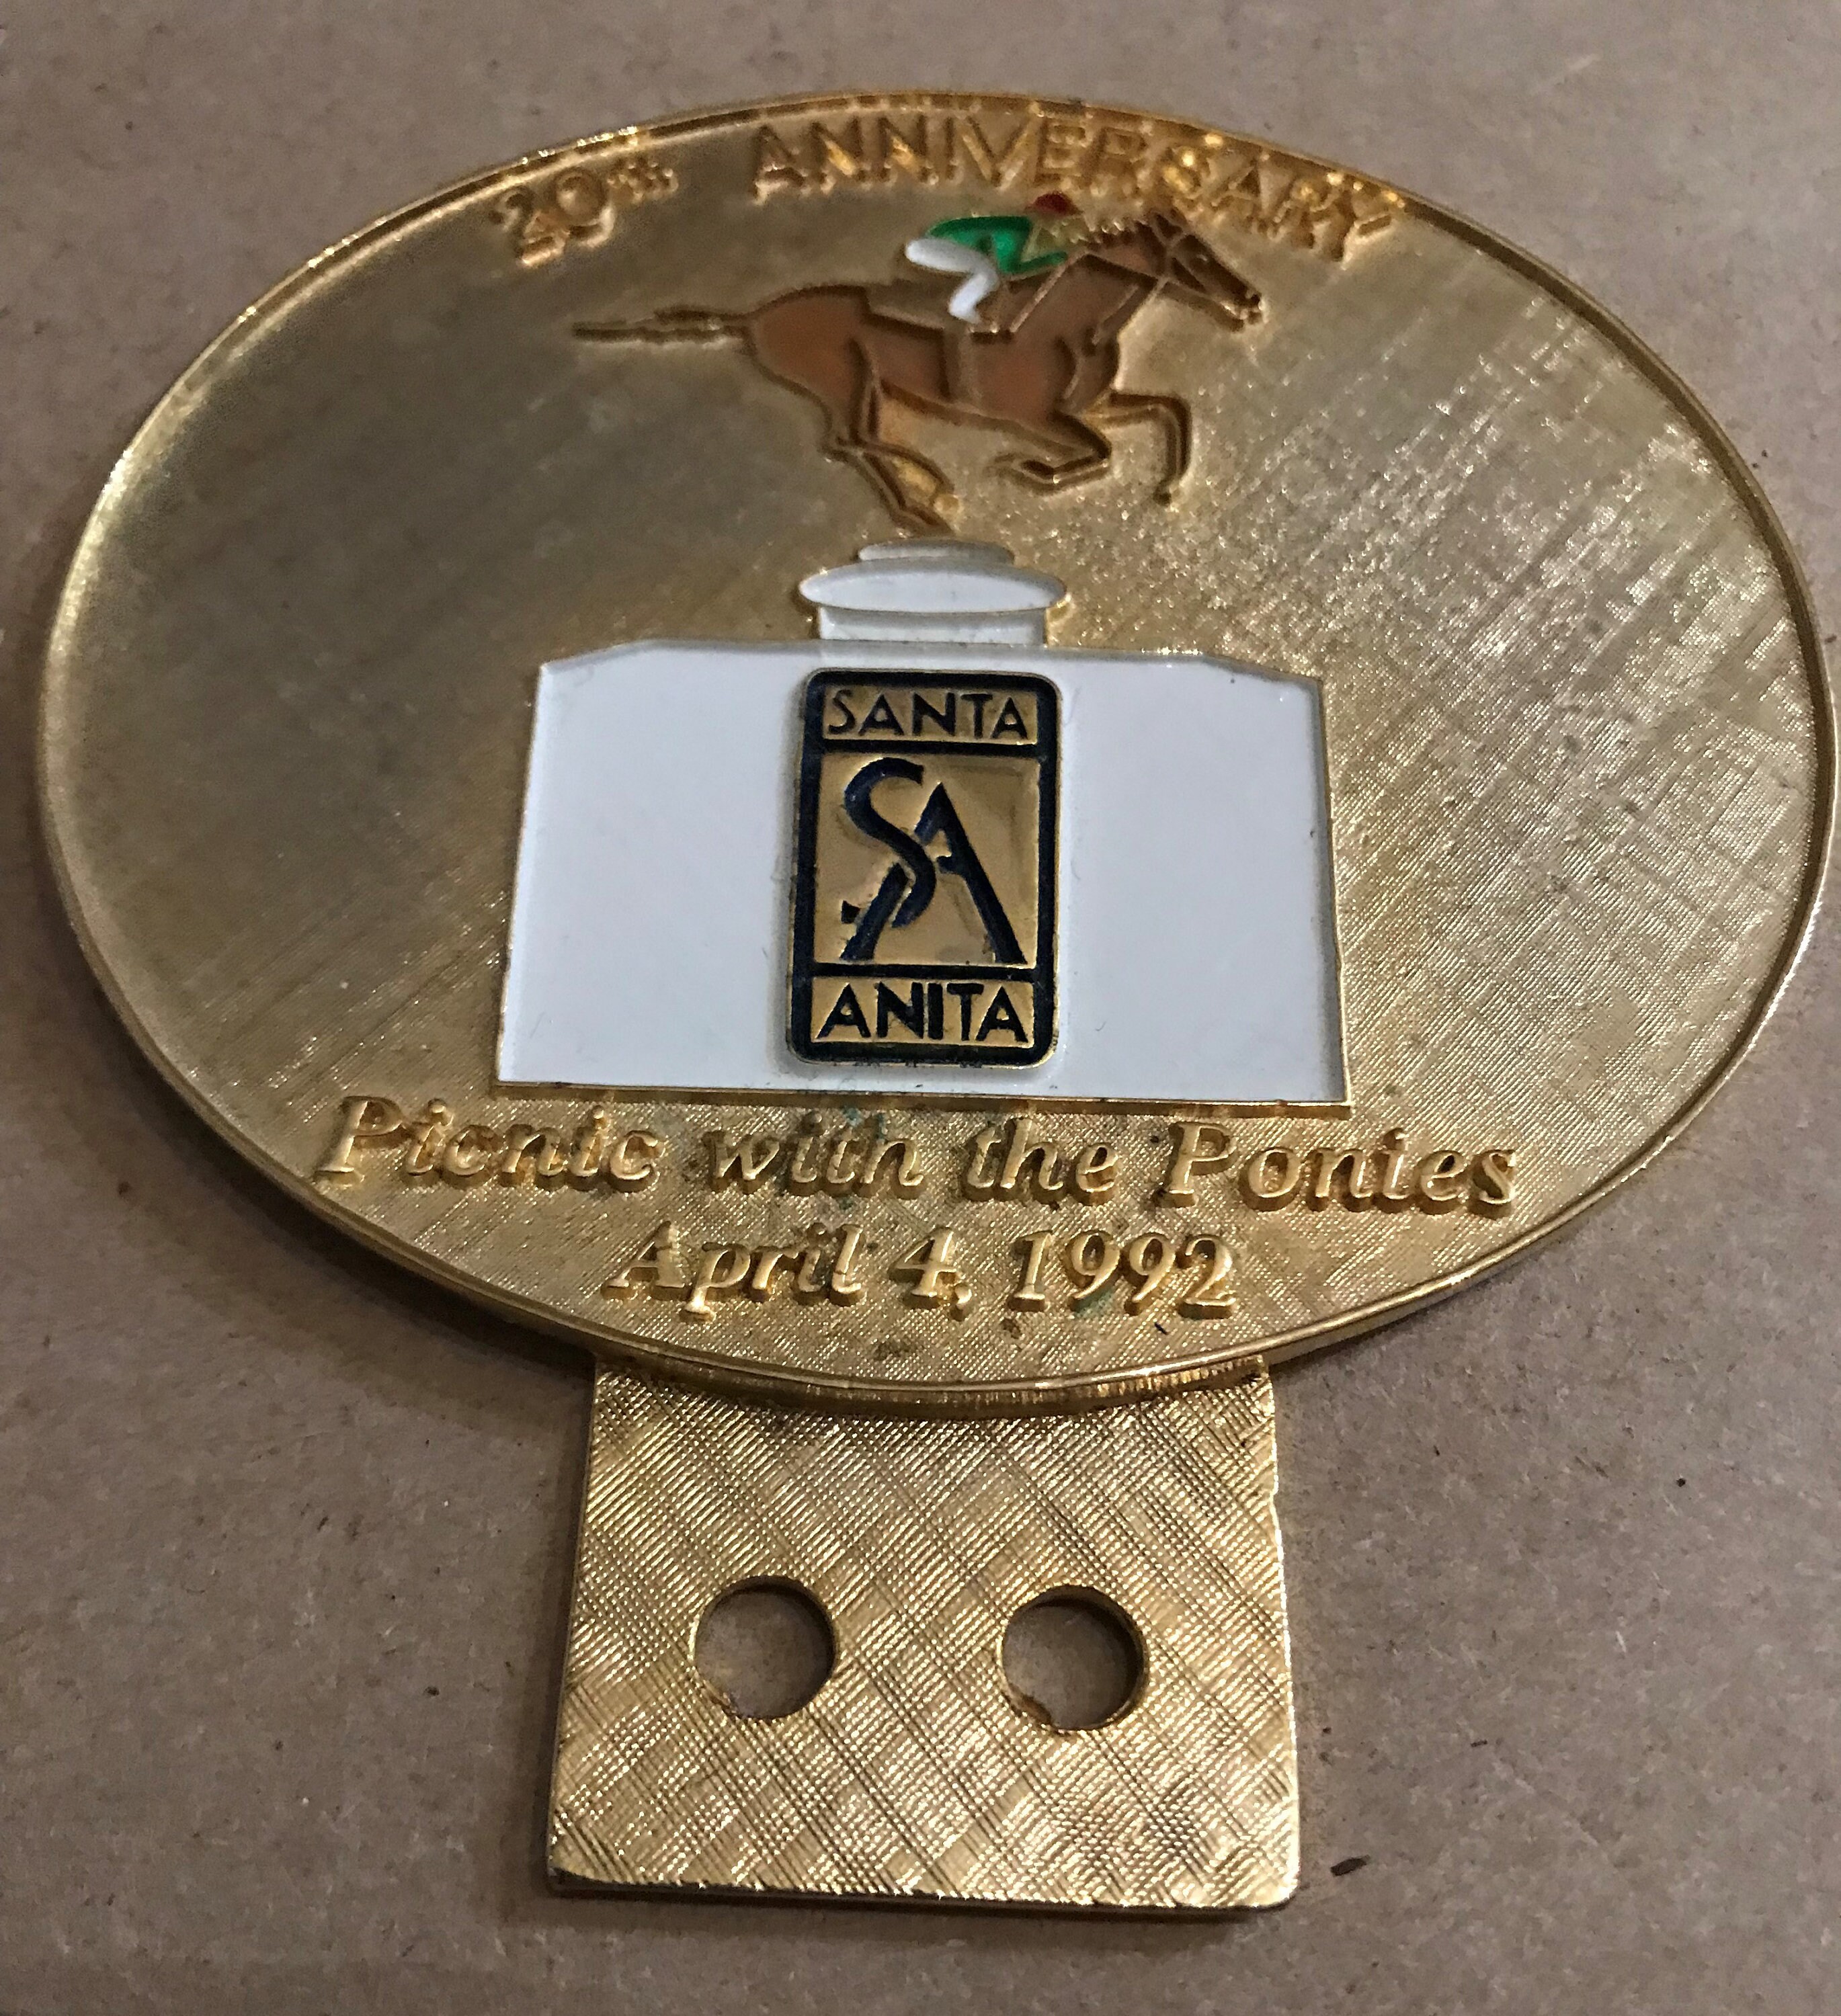 20th ANNIVERSARY
SANTA
SA
ANITA
Picnic with the Ponies
April 4, 1992